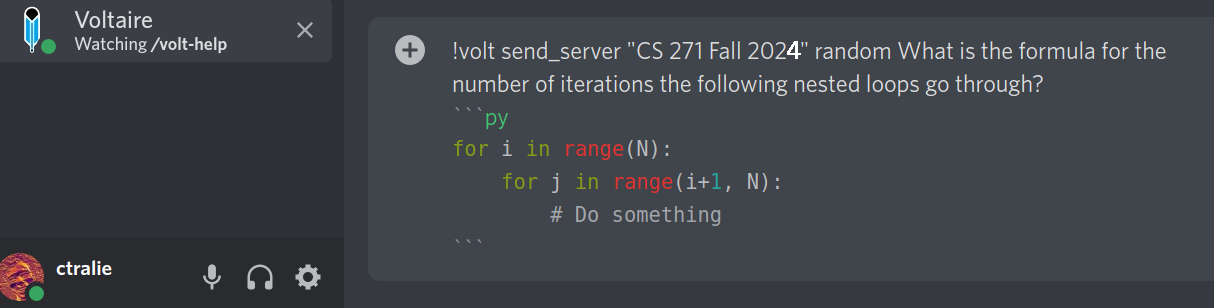 Voltaire
Watching /volt-help
!volt send_server "CS 271 Fall 2024" random What is the formula for the
number of iterations the following nested loops go through?
```py
for i in range(N):
    for j in range(i+1, N):
        # Do something
```
ctralie